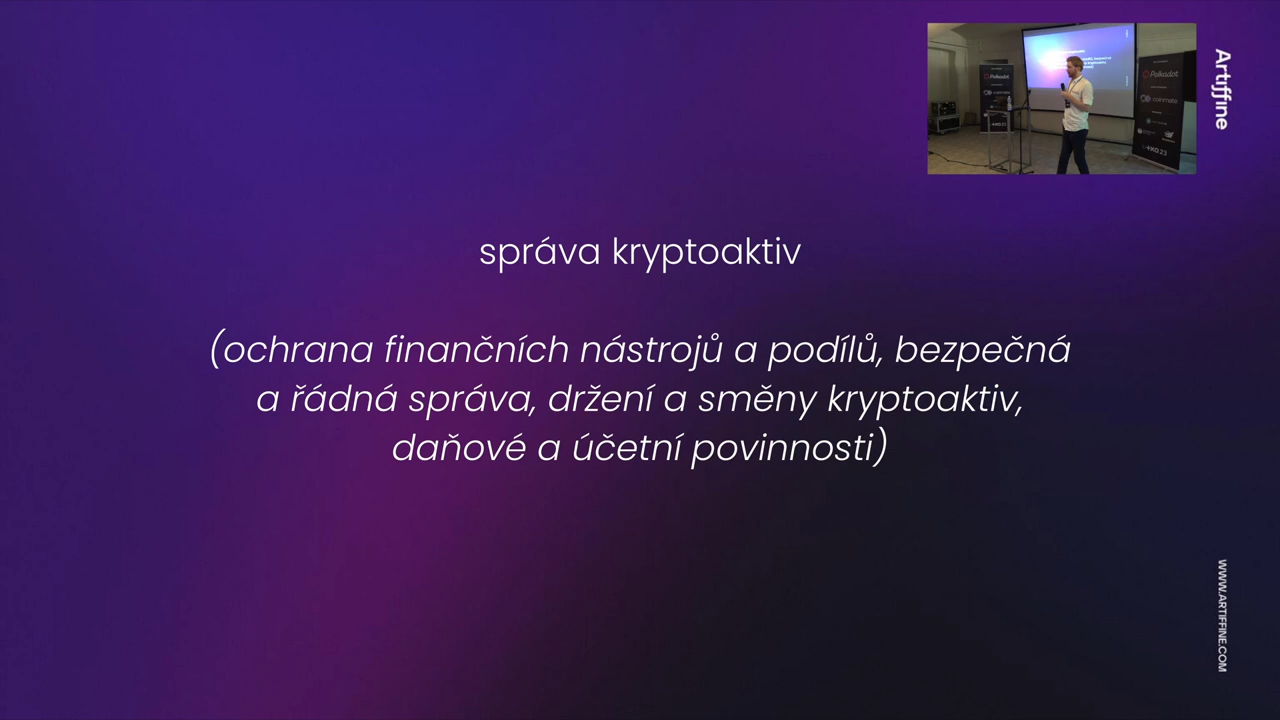 Artiffine
Polkadot
Polkadot
správa kryptoaktiv
(ochrana finančních nástrojů a podílů, bezpečná
a řádná správa, držení a směny kryptoaktiv,
daňové a účetní povinnosti)
WWW.ARTIFFINE.COM